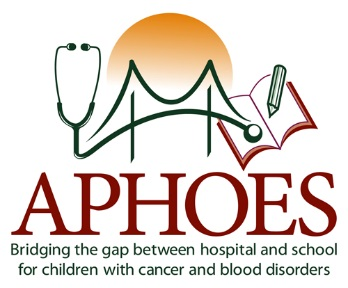 APHOES
Bridging the gap between hospital and school
for children with cancer and blood disorders